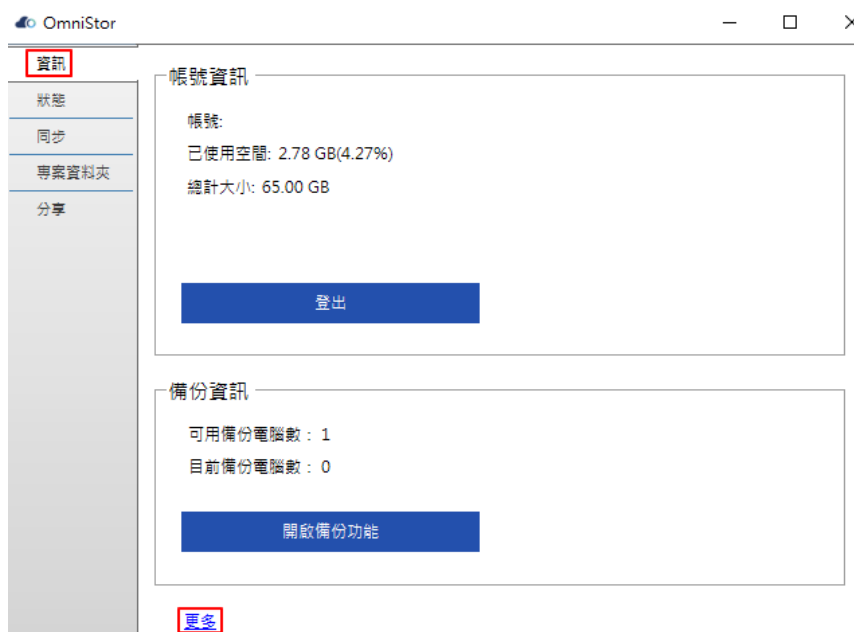 OmniStor
資訊
狀態
同步
專案資料夾
分享
帳號資訊
帳號:
已使用空間: 2.78 GB(4.27%)
總計大小: 65.00 GB
登出
備份資訊
可用備份電腦數： 1
目前備份電腦數： 0
開啟備份功能
更多